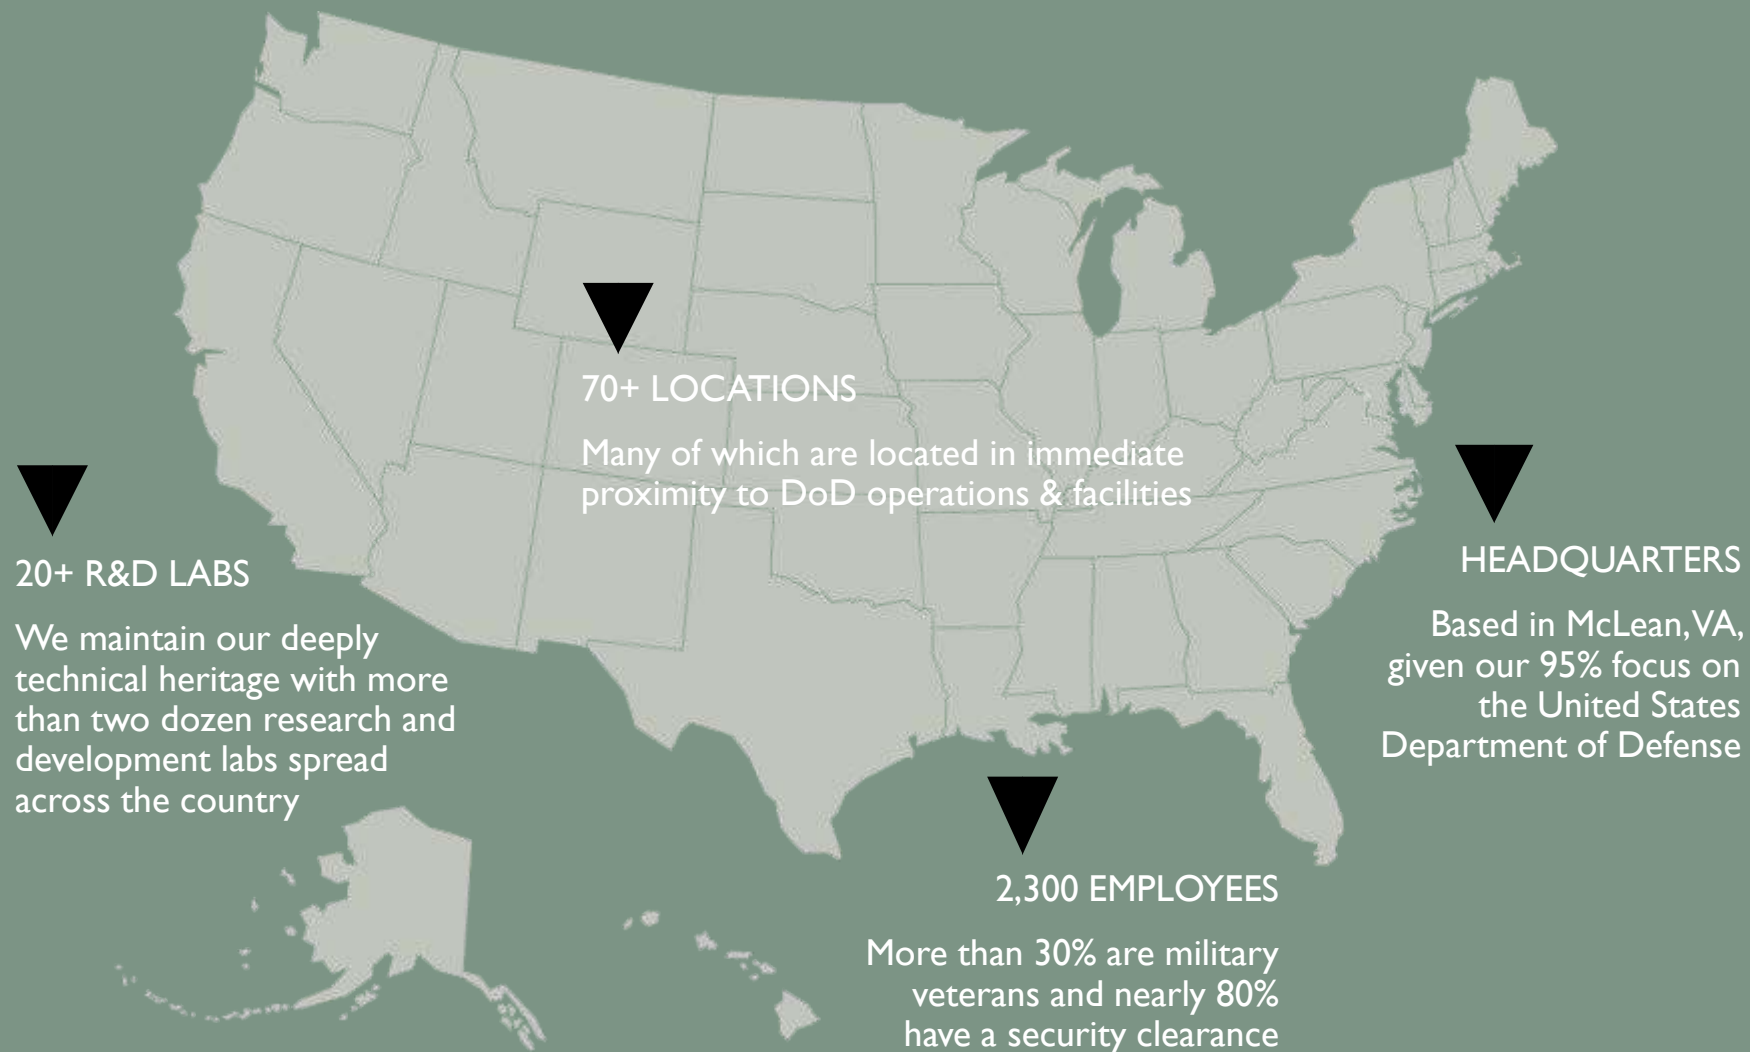 70+ LOCATIONS
Many of which are located in immediate
proximity to DoD operations & facilities
20+ R&D LABS
We maintain our deeply
technical heritage with more
than two dozen research and
development labs spread
across the country
HEADQUARTERS
Based in McLean, VA,
given our 95% focus on
the United States
Department of Defense
2,300 EMPLOYEES
More than 30% are military
veterans and nearly 80%
have a security clearance